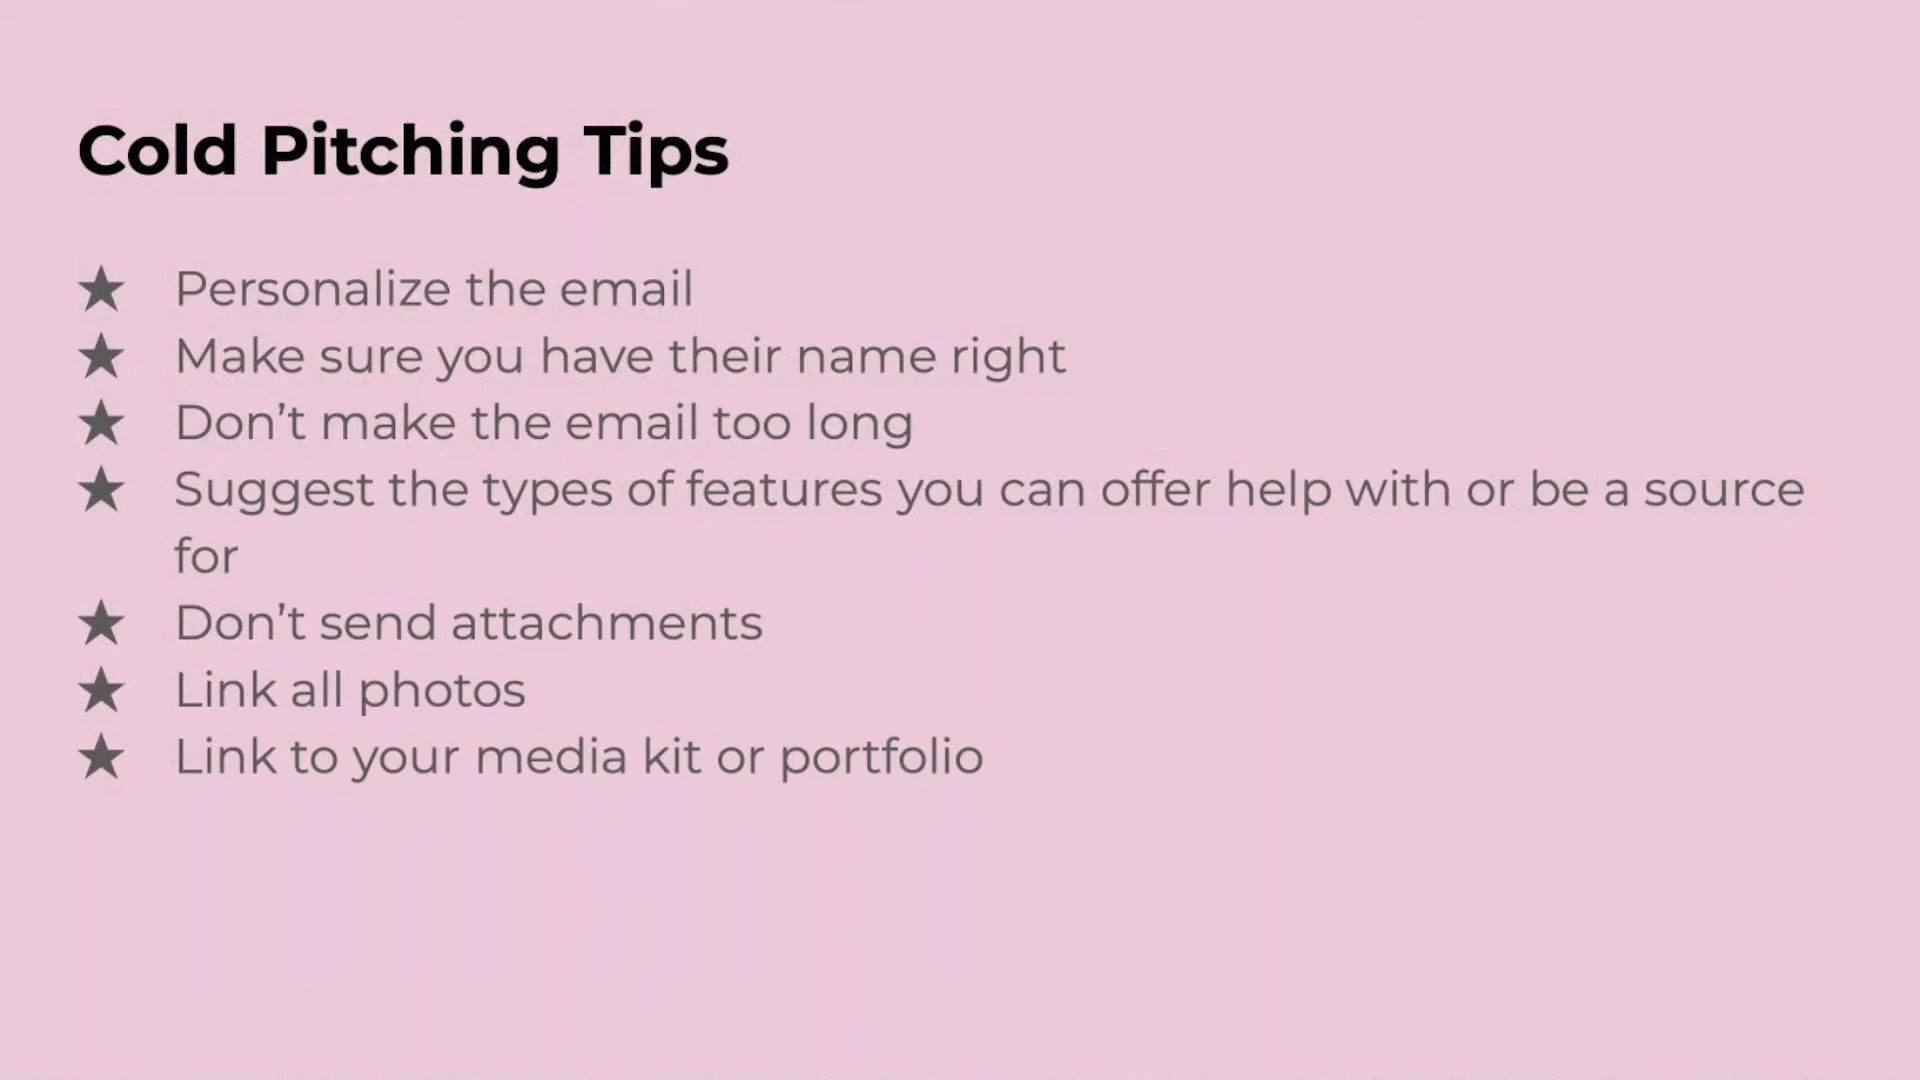 Cold Pitching Tips
★ Personalize the email
★ Make sure you have their name right
★ Don’t make the email too long
★ Suggest the types of features you can offer help with or be a source
for
★ Don’t send attachments
★ Link all photos
★ Link to your media kit or portfolio